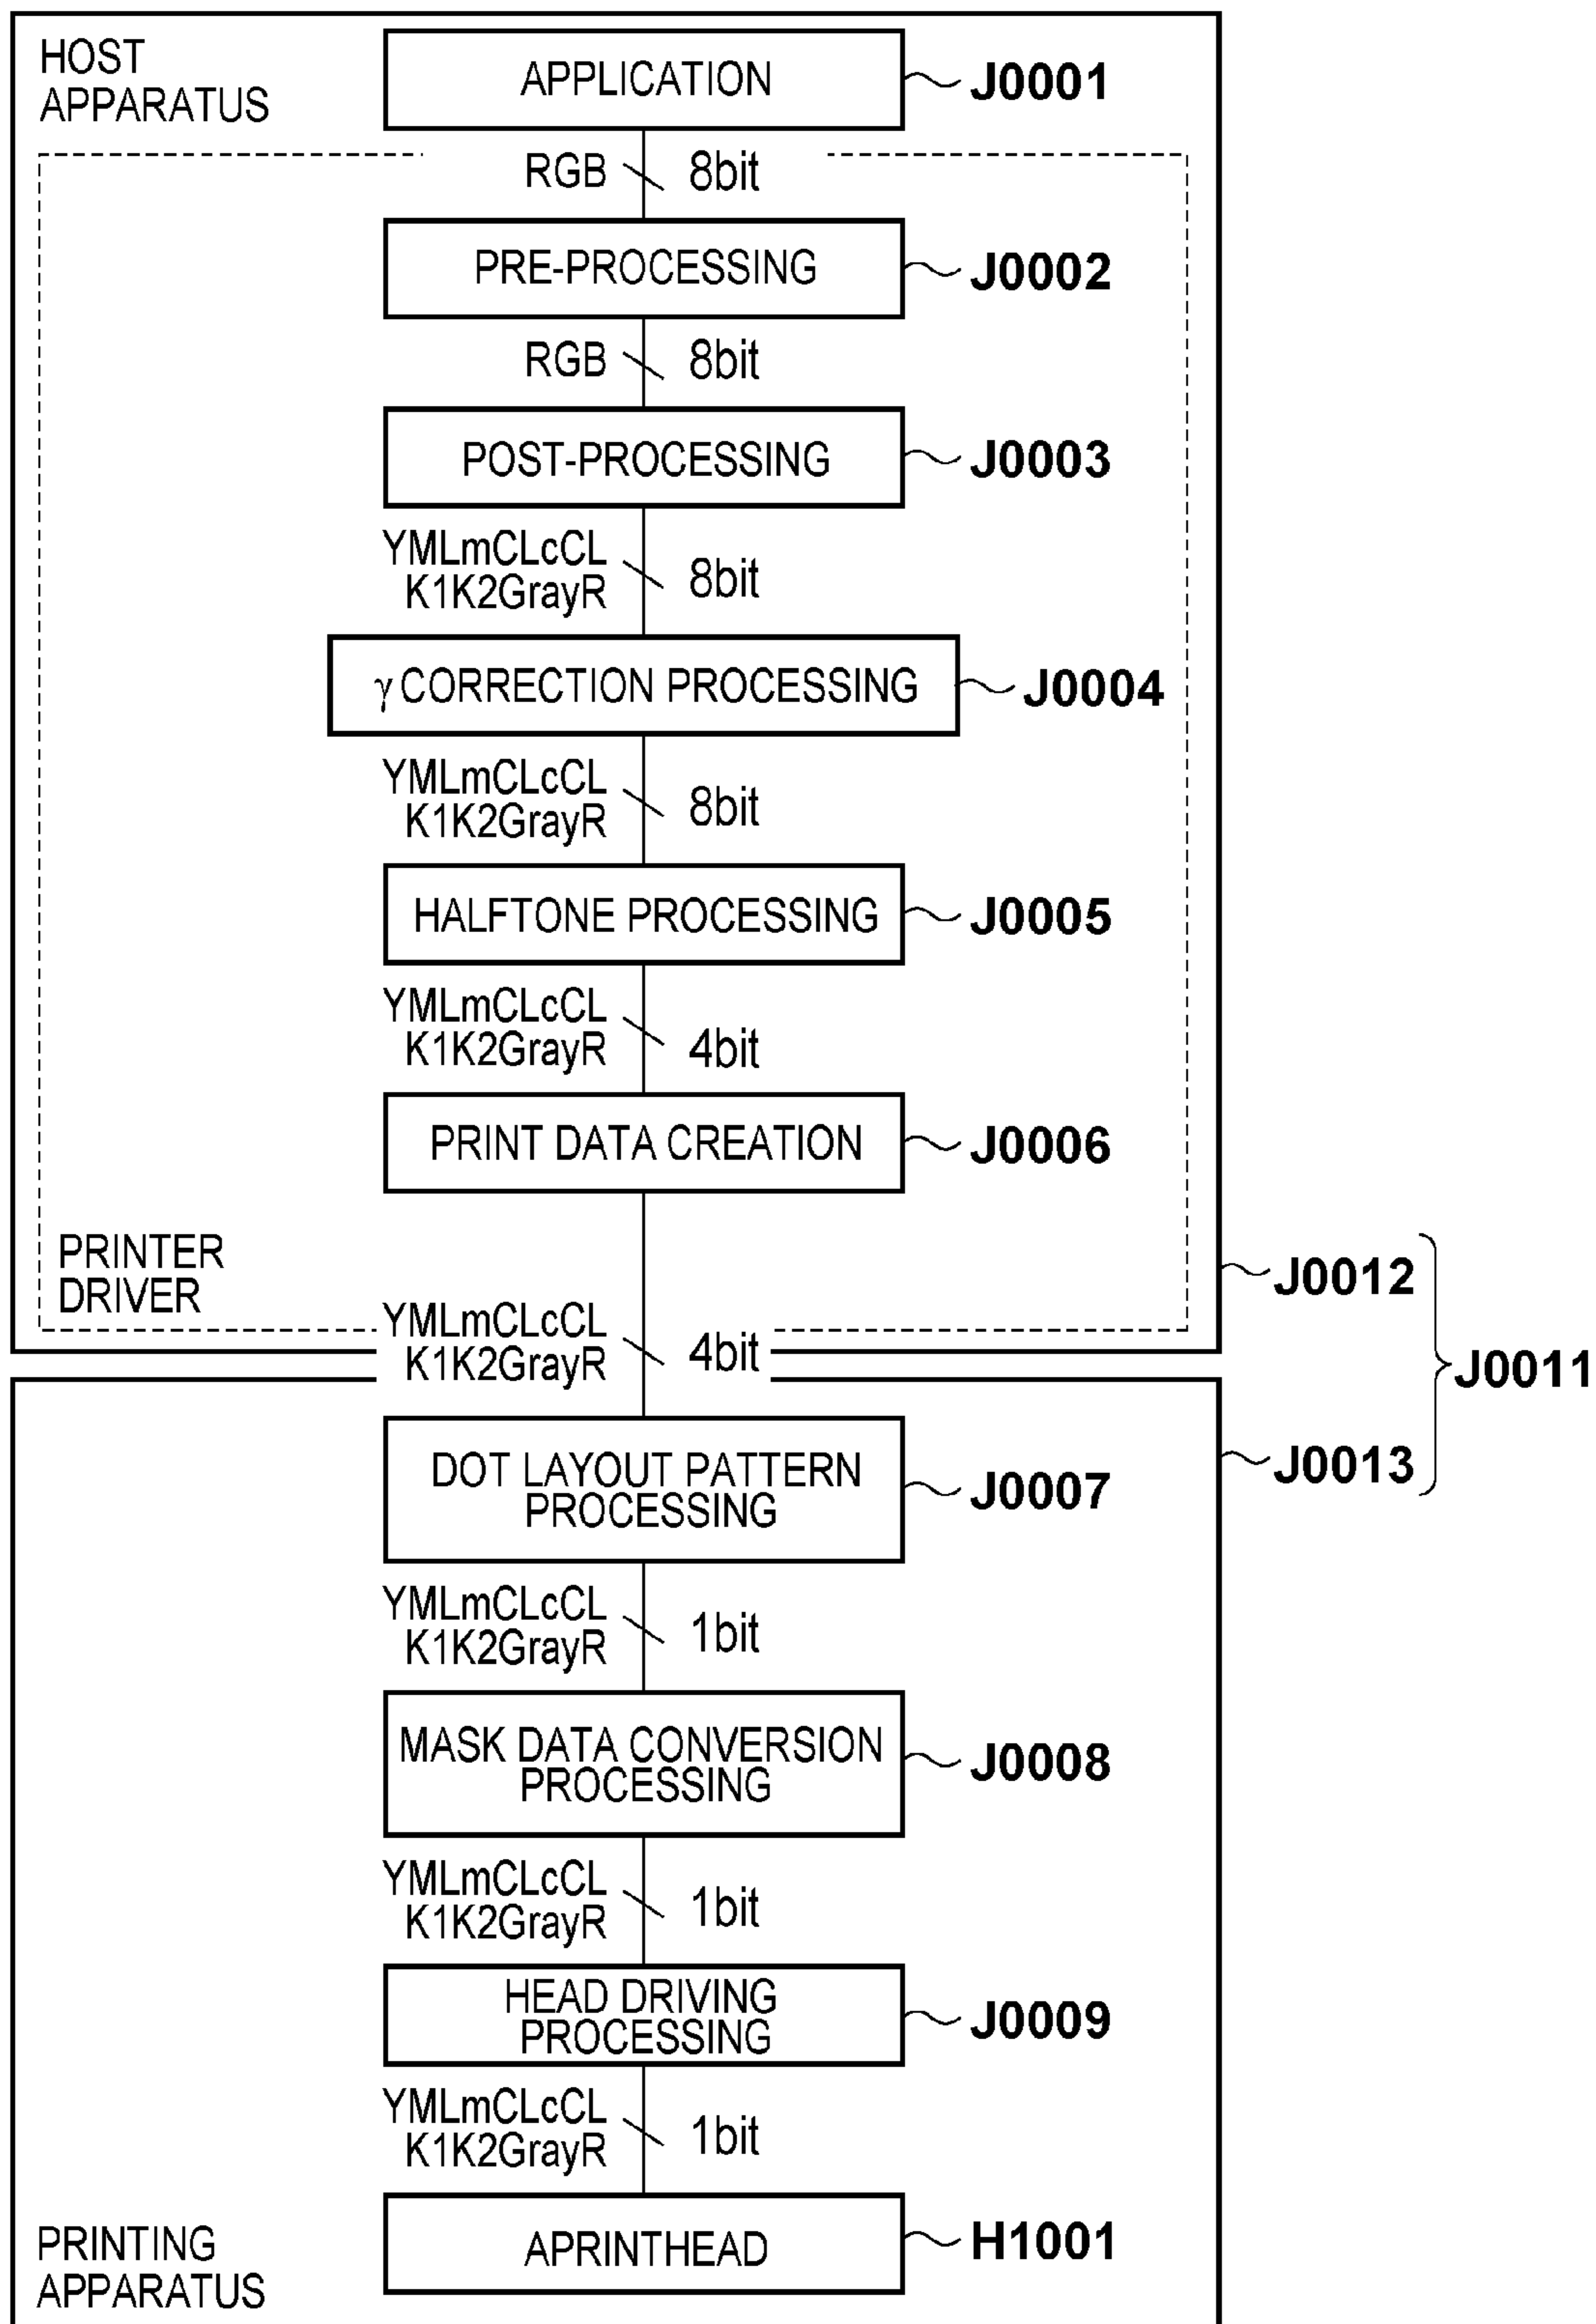 HOST
APPARATUS
APPLICATION
J0001
RGB
8bit
PRE-PROCESSING
J0002
RGB
8bit
POST-PROCESSING
J0003
YMLmCLcCL
K1K2GrayR
8bit
γ CORRECTION PROCESSING
J0004
YMLmCLcCL
K1K2GrayR
8bit
HALFTONE PROCESSING
J0005
YMLmCLcCL
K1K2GrayR
4bit
PRINT DATA CREATION
J0006
PRINTER
DRIVER
J0012
YMLmCLcCL
K1K2GrayR
4bit
J0011
DOT LAYOUT PATTERN
PROCESSING
J0007
J0013
YMLmCLcCL
K1K2GrayR
1bit
MASK DATA CONVERSION
PROCESSING
J0008
YMLmCLcCL
K1K2GrayR
1bit
HEAD DRIVING
PROCESSING
J0009
YMLmCLcCL
K1K2GrayR
1bit
APRINTHEAD
H1001
PRINTING
APPARATUS